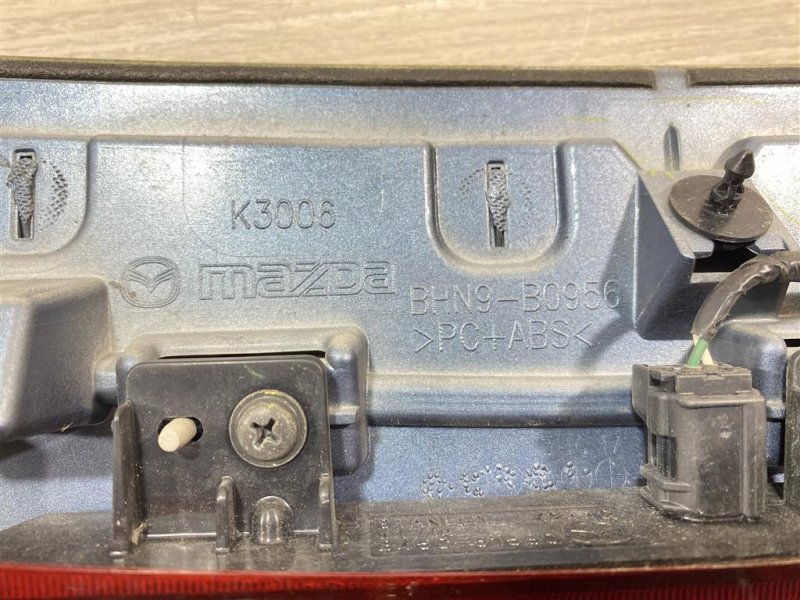 K3006
mazda
BHN9-B0956
>PC+ABS<